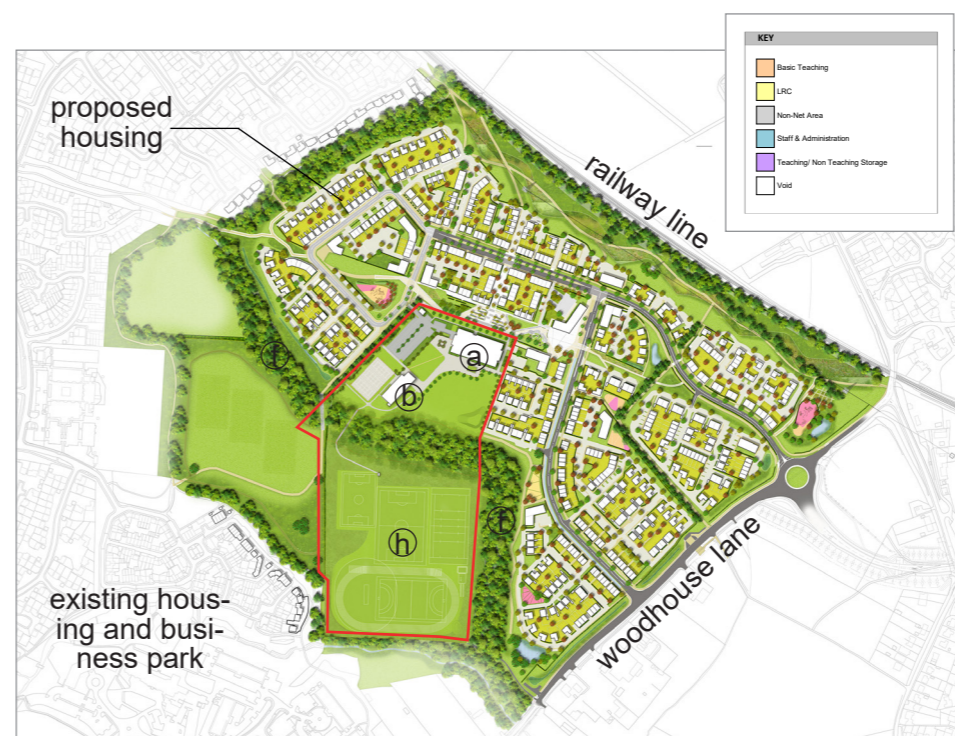 KEY
Basic Teaching
LRC
Non-Net Area
Staff & Administration
Teaching/ Non Teaching Storage
Void
proposed
housing
railway line
a
b
f
f
h
existing hous-
ing and busi-
ness park
woodhouse lane